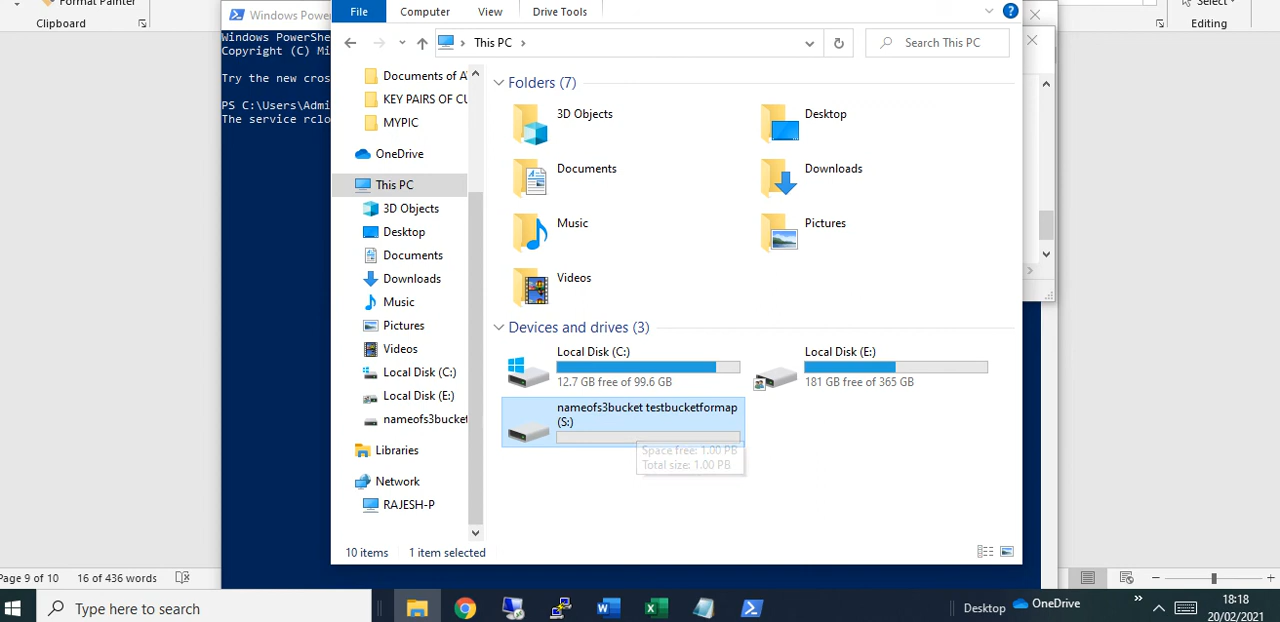 Format Painter
Clipboard
Select
Editing
Windows Power
Windows PowerShe
Copyright (C) Mi
Try the new cros
PS C:\Users\Admi
The service rclo
File
Computer
View
Drive Tools
This PC
Search This PC
Documents of A
KEY PAIRS OF CU
MYPIC
OneDrive
This PC
3D Objects
Desktop
Documents
Downloads
Music
Pictures
Videos
Local Disk (C:)
Local Disk (E:)
nameofs3bucket
Libraries
Network
RAJESH-P
Folders (7)
3D Objects
Desktop
Documents
Downloads
Music
Pictures
Videos
Devices and drives (3)
Local Disk (C:)
12.7 GB free of 99.6 GB
Local Disk (E:)
181 GB free of 365 GB
nameofs3bucket testbucketformap
(S:)
Space free: 1.00 PB
Total size: 1.00 PB
10 items
1 item selected
Page 9 of 10
16 of 436 words
Type here to search
Desktop
OneDrive
18:18
20/02/2021